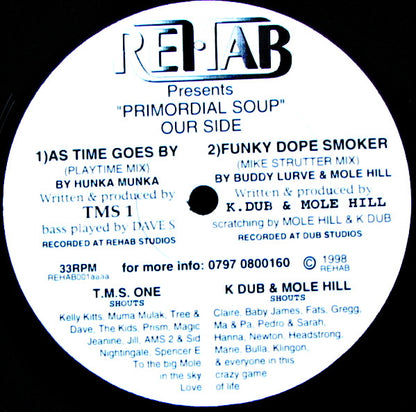 REHAB
Presents
"PRIMORDIAL SOUP"
OUR SIDE
1)AS TIME GOES BY
(PLAYTIME MIX)
BY HUNKA MUNKA
Written & produced by
TMS 1
bass played by DAVE S
RECORDED AT REHAB STUDIOS
2)FUNKY DOPE SMOKER
(MIKE STRUTTER MIX)
BY BUDDY LURVE & MOLE HILL
Written & produced by
K.DUB & MOLE HILL
scratching by MOLE HILL & K DUB
RECORDED AT DUB STUDIOS
33RPM
REHAB001aaaa
for more info: 0797 0800160
© 1998
REHAB
T.M.S. ONE
SHOUTS
Kelly Kitts, Muma Mulak, Tree &
Dave, The Kids, Prism, Magic
Jeanine, Jill, AMS 2 & Sid
Nightingale, Spencer E
To the big Mole
in the sky
Love
K DUB & MOLE HILL
SHOUTS
Claire, Baby James, Fats, Gregg,
Ma & Pa, Pedro & Sarah,
Hanna, Newton, Headstrong,
Marie, Bulla, Klingon,
& everyone in this
crazy game
of life